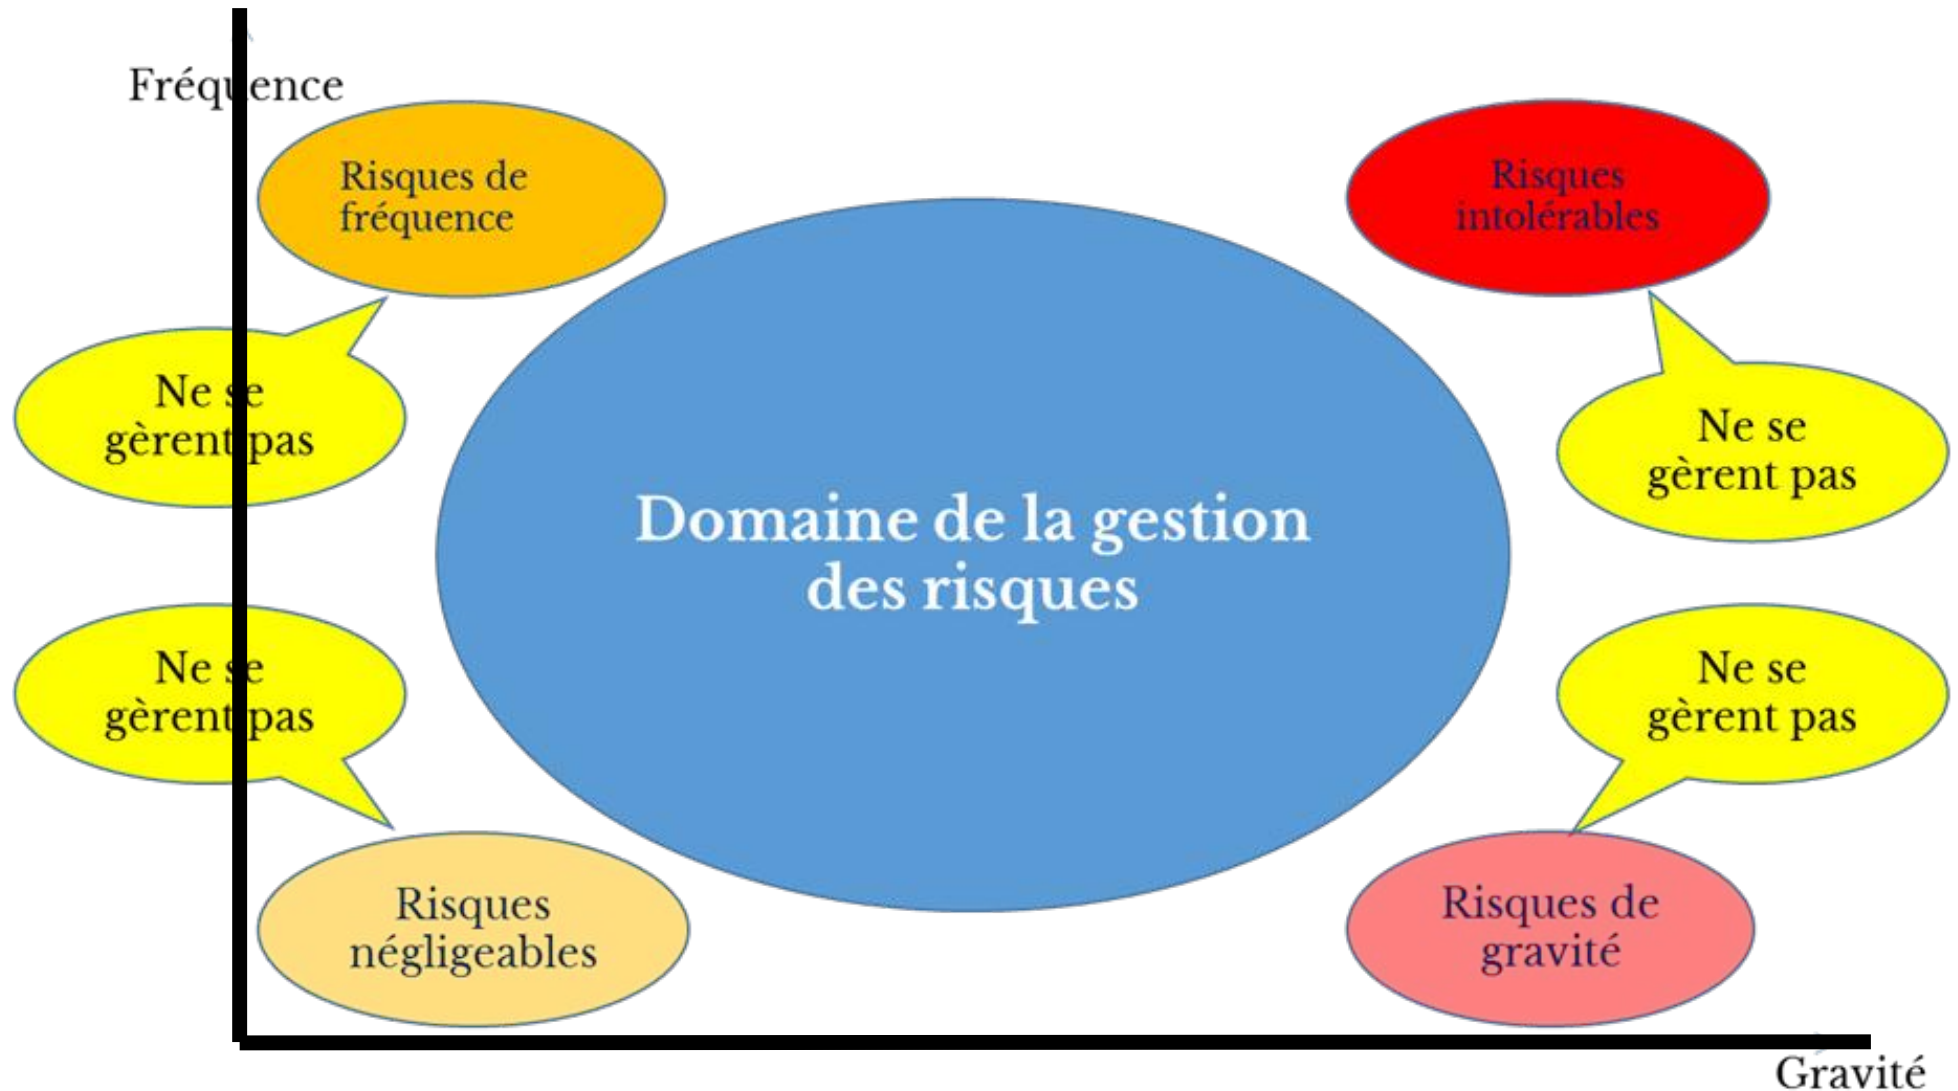 Fréquence
Risques de
fréquence
Risques
intolérables
Ne se
gèrent pas
Ne se
gèrent pas
Domaine de la gestion
des risques
Ne se
gèrent pas
Ne se
gèrent pas
Risques
négligeables
Risques de
gravité
Gravité